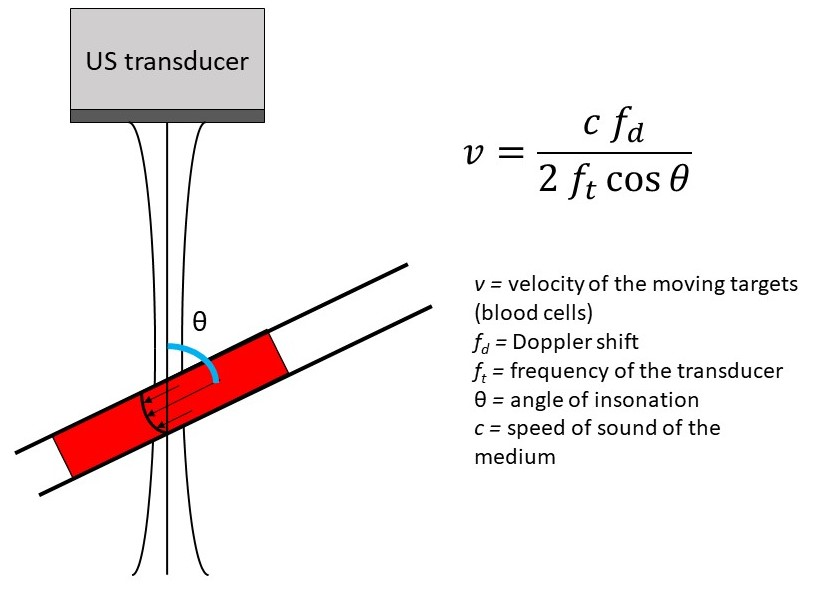 US transducer
v = c f_d / 2 f_t cos θ
θ
v = velocity of the moving targets
(blood cells)
f_d = Doppler shift
f_t = frequency of the transducer
θ = angle of insonation
c = speed of sound of the
medium